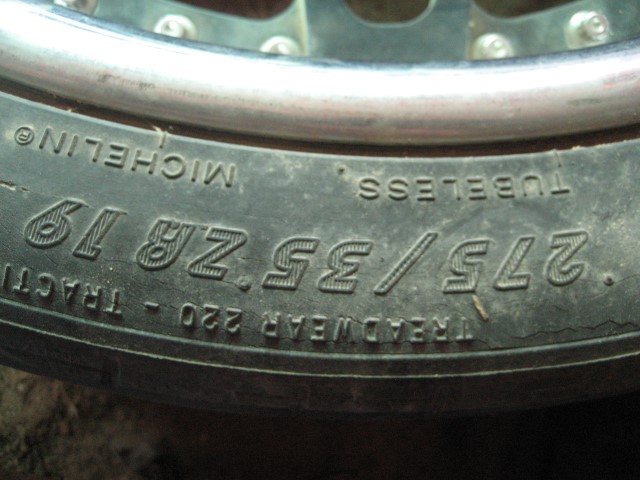 TUBELESS MICHELIN®
275/35 ZR 19
TREADWEAR 220 - TRACTI